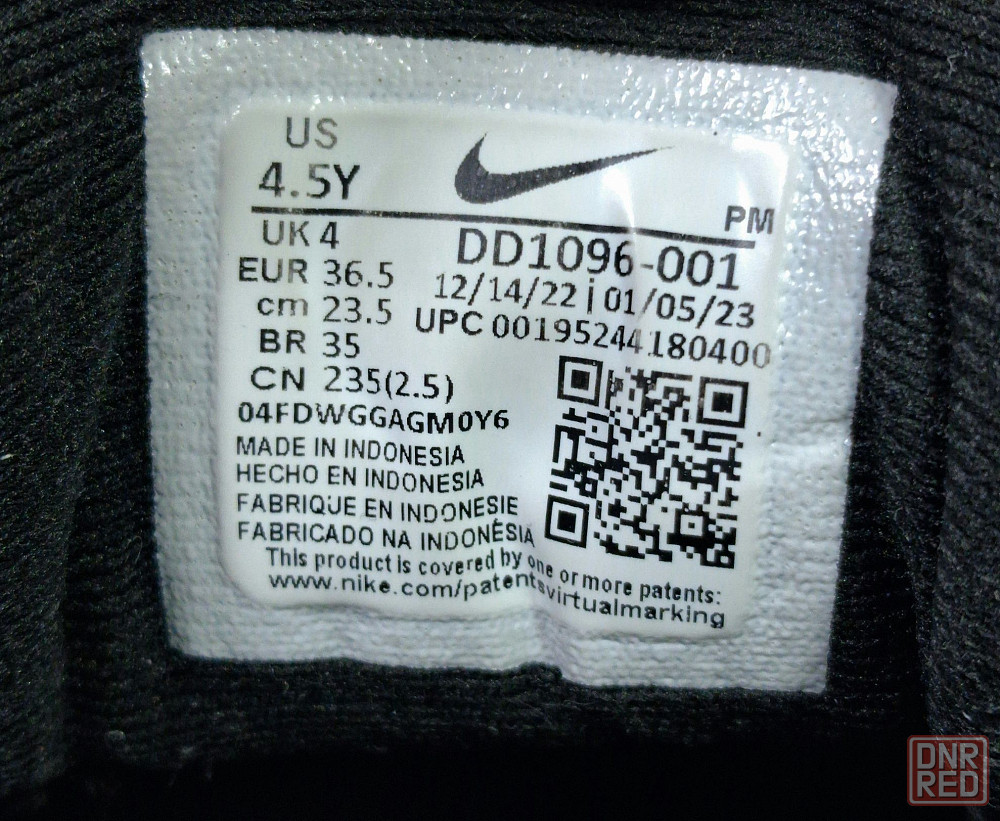 US
4.5Y
PM
UK 4
EUR 36.5
cm 23.5
BR 35
CN 235(2.5)
DD1096-001
12/14/22 | 01/05/23
UPC 00195244180400
04FDWGGAGM0Y6
MADE IN INDONESIA
HECHO EN INDONESIA
FABRIQUE EN INDONESIE
FABRICADO NA INDONÉSIA
This product is covered by one or more patents:
www.nike.com/patentsvirtualmarking
DNR
RED